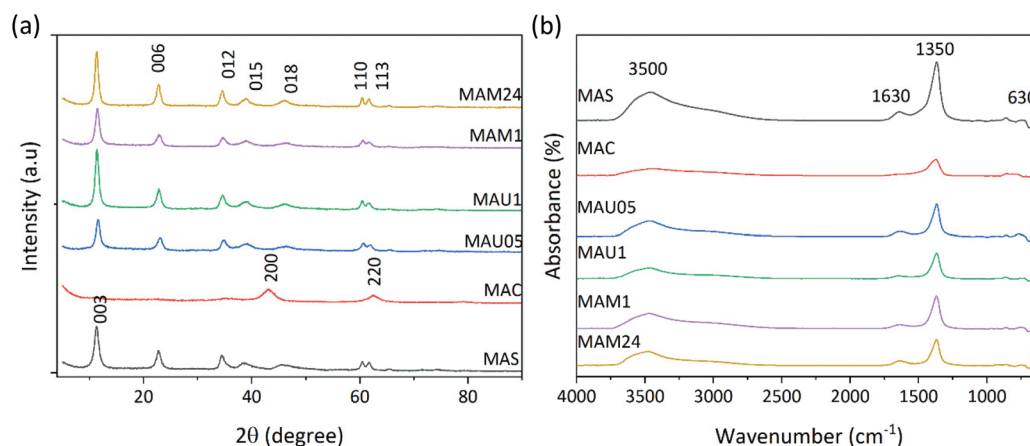 (a)
Intensity (a.u)
006
012
015
018
110
113
MAM24
MAM1
MAU1
MAU05
200
220
MAC
003
MAS
20
40
60
80
2θ (degree)
(b)
Absorbance (%)
3500
1630
1350
630
MAS
MAC
MAU05
MAU1
MAM1
MAM24
4000
3500
3000
2500
2000
1500
1000
Wavenumber (cm⁻¹)